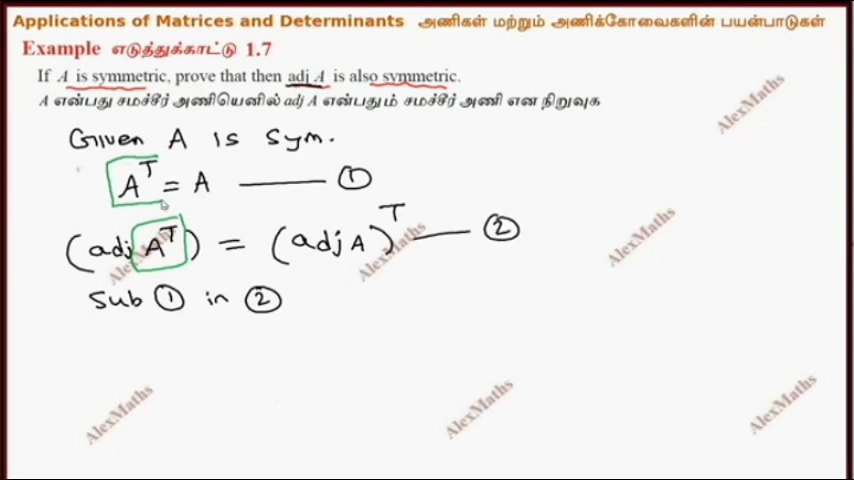 Applications of Matrices and Determinants அணிகள் மற்றும் அணிக்கோவைகளின் பயன்பாடுகள்
Example எடுத்துக்காட்டு 1.7
If A is symmetric, prove that then adj A is also symmetric.
A என்பது சமச்சீர் அணியெனில் adj A என்பதும் சமச்சீர் அணி என நிறுவுக
Given A is Sym.
A^T = A —— ①
(adj A^T) = (adj A)^T —— ②
Sub ① in ②
AlexMaths
AlexMaths
AlexMaths
AlexMaths
AlexMaths
AlexMaths
AlexMaths